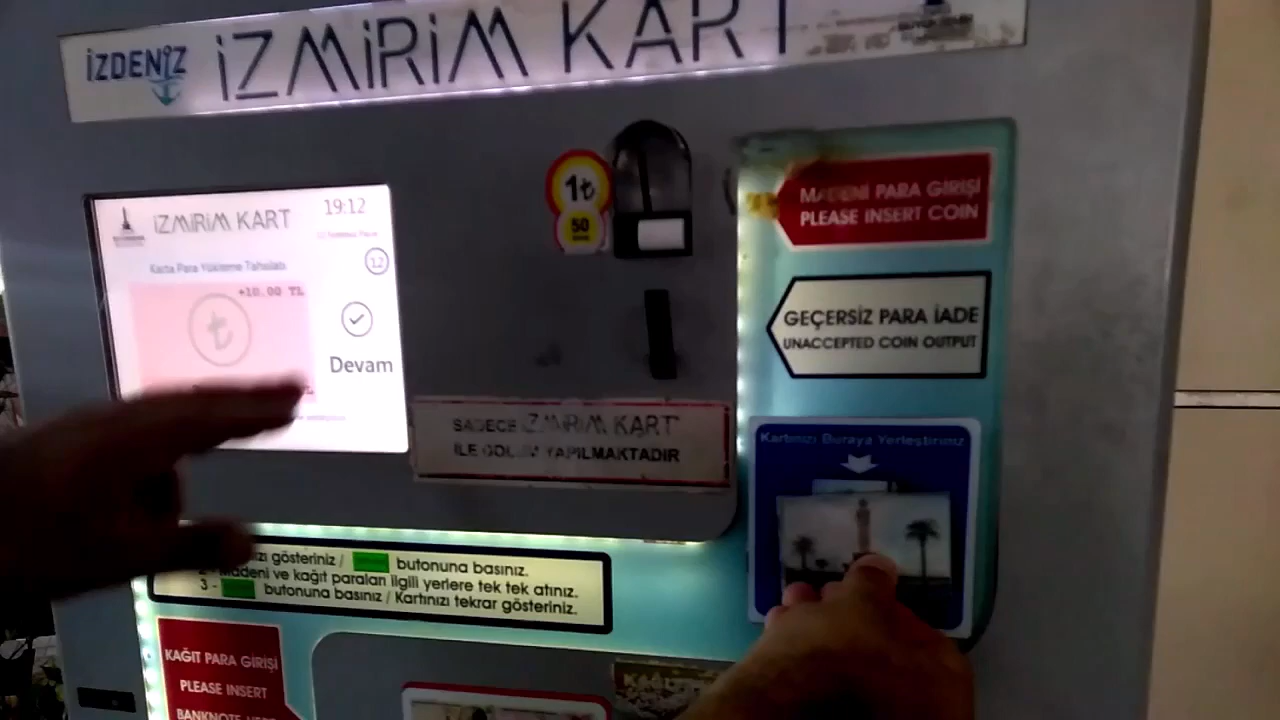 İZDENİZ
İZMİRİM KART
İZMİRİM KART
19:12
Karta Para Yükleme Tahsilatı
12
+10.00 TL
₺
Devam
1₺
50
MADENİ PARA GİRİŞİ
PLEASE INSERT COIN
GEÇERSİZ PARA İADE
UNACCEPTED COIN OUTPUT
SADECE İZMİRİM KART
İLE DOLUM YAPILMAKTADIR
Kartınızı Buraya Yerleştiriniz
gösteriniz / butonuna basınız.
2 - Madeni ve kağıt paraları ilgili yerlere tek tek atınız.
3 - butonuna basınız / Kartınızı tekrar gösteriniz.
KAĞIT PARA GİRİŞİ
PLEASE INSERT
BANKNOTE